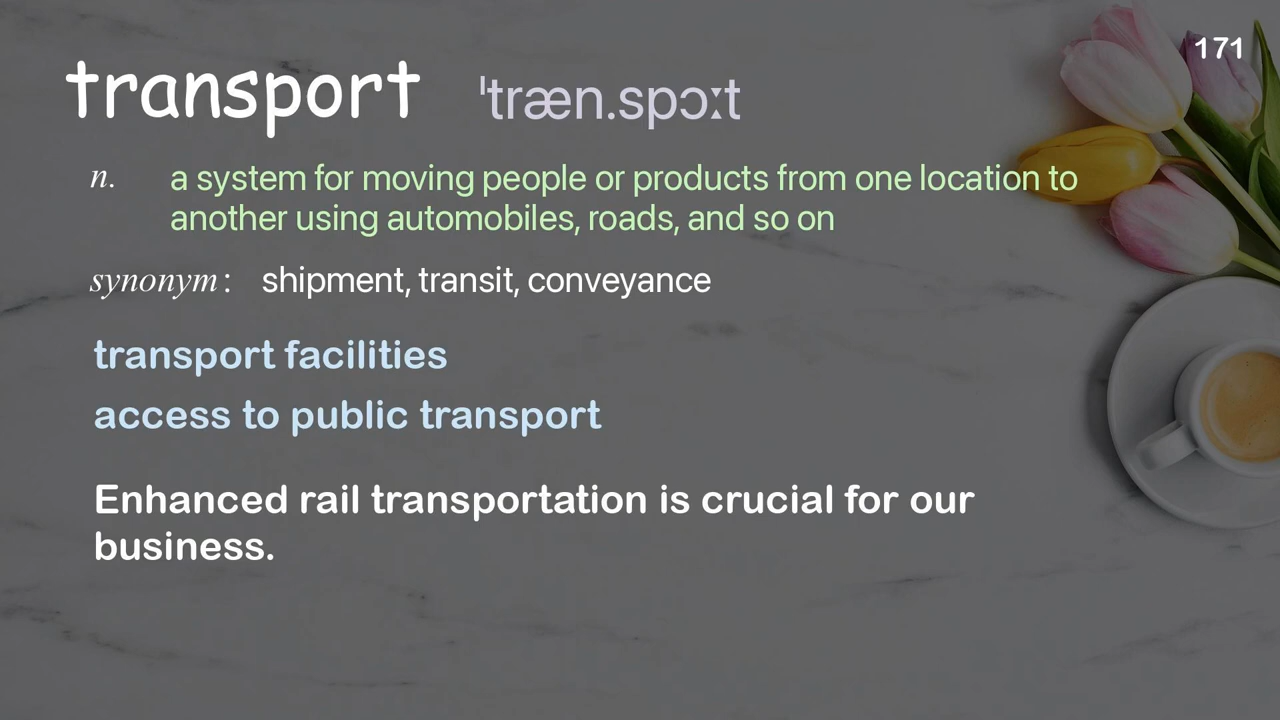 171
transport ˈtræn.spɔːt
n. a system for moving people or products from one location to
another using automobiles, roads, and so on
synonym: shipment, transit, conveyance
transport facilities
access to public transport
Enhanced rail transportation is crucial for our
business.